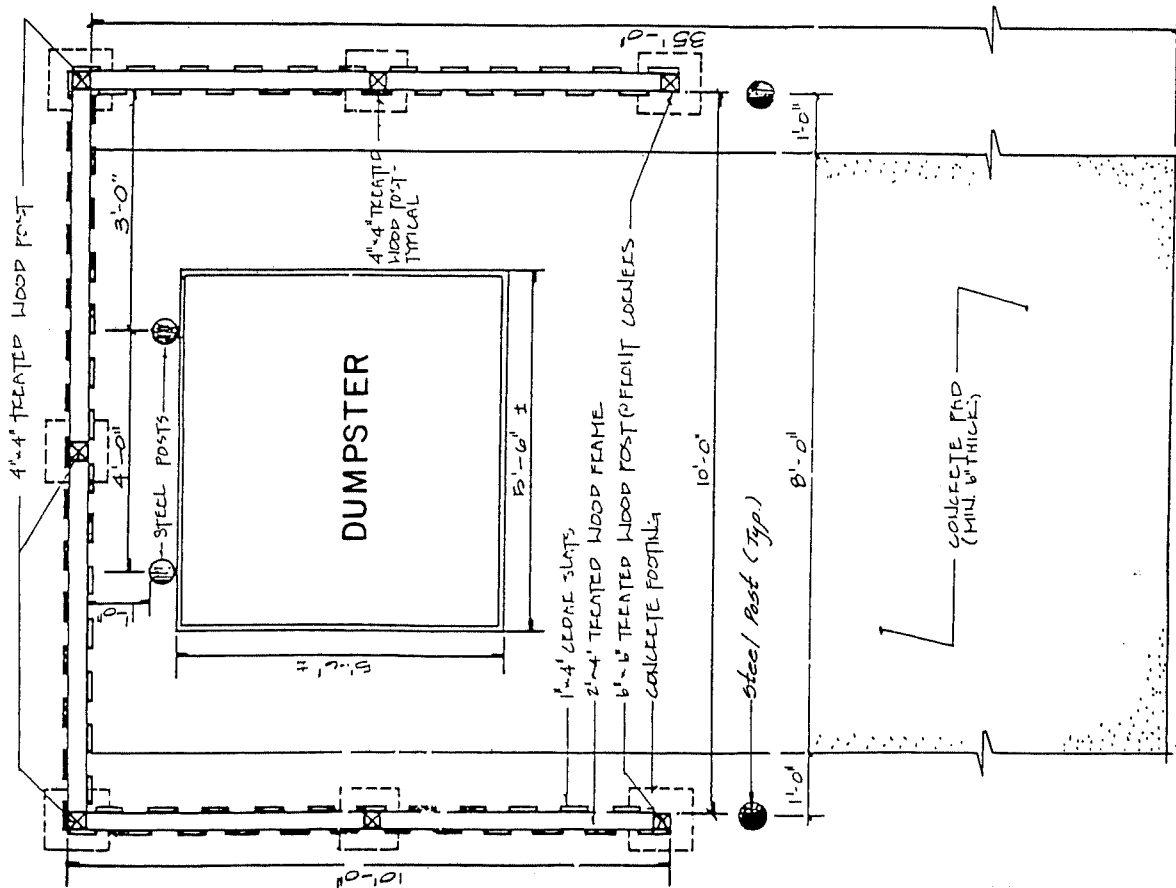 4"x4" TREATED WOOD POST
35'-0"
3'-0"
4'-0"
1'-0"
STEEL POSTS
4"x4" TREATED
WOOD POST-
TYPICAL
DUMPSTER
5'-6" ±
5'-6" ±
1"x4" CEDAR SLATS
2"x4" TREATED WOOD FRAME
6"x6" TREATED WOOD POST @ FRONT CORNERS
CONCRETE FOOTING
10'-0"
10'-0"
Steel Post (Typ.)
1'-0"
8'-0"
1'-0"
CONCRETE PAD
(MIN. 6" THICK)